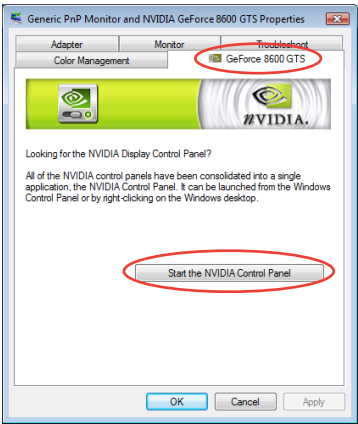 Generic PnP Monitor and NVIDIA GeForce 8600 GTS Properties
Adapter Monitor Troubleshoot
Color Management GeForce 8600 GTS
NVIDIA.
Looking for the NVIDIA Display Control Panel?
All of the NVIDIA control panels have been consolidated into a single
application, the NVIDIA Control Panel. It can be launched from the Windows
Control Panel or by right-clicking on the Windows desktop.
Start the NVIDIA Control Panel
OK Cancel Apply